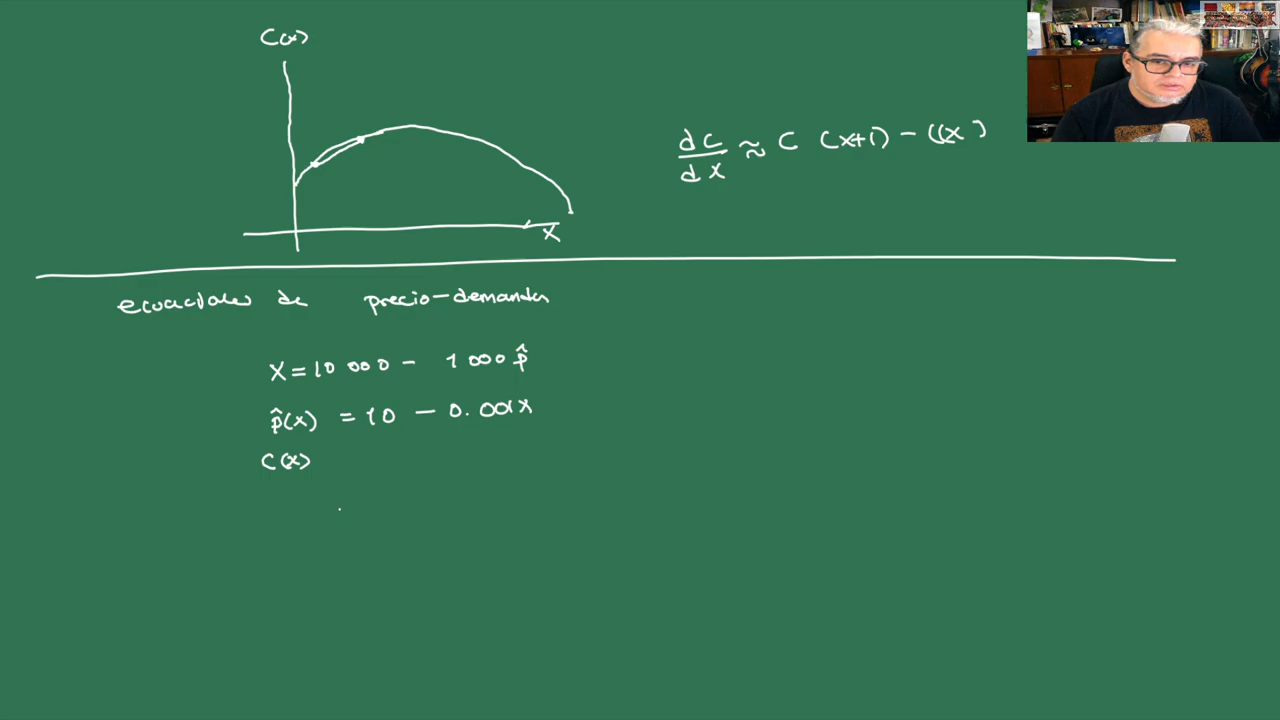 C(x)
dC/dx ≈ C (x+1) - C(x)
x
ecuaciones de precio-demanda
x = 10 000 - 1 000 p̂
p̂(x) = 10 - 0.001x
C(x)